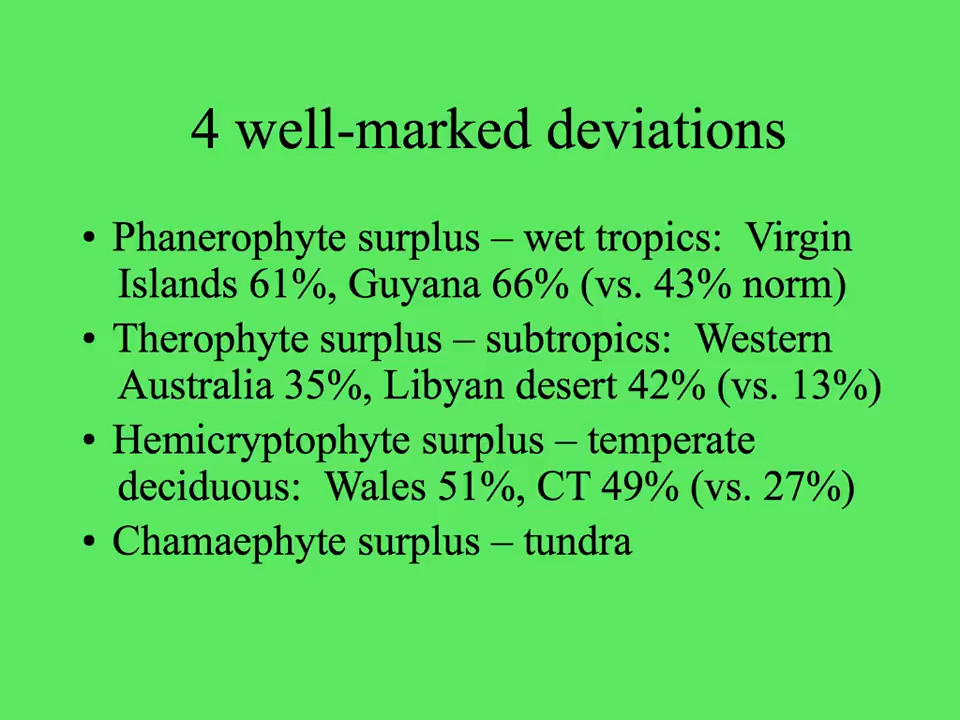 4 well-marked deviations
• Phanerophyte surplus – wet tropics:  Virgin
Islands 61%, Guyana 66% (vs. 43% norm)
• Therophyte surplus – subtropics:  Western
Australia 35%, Libyan desert 42% (vs. 13%)
• Hemicryptophyte surplus – temperate
deciduous:  Wales 51%, CT 49% (vs. 27%)
• Chamaephyte surplus – tundra